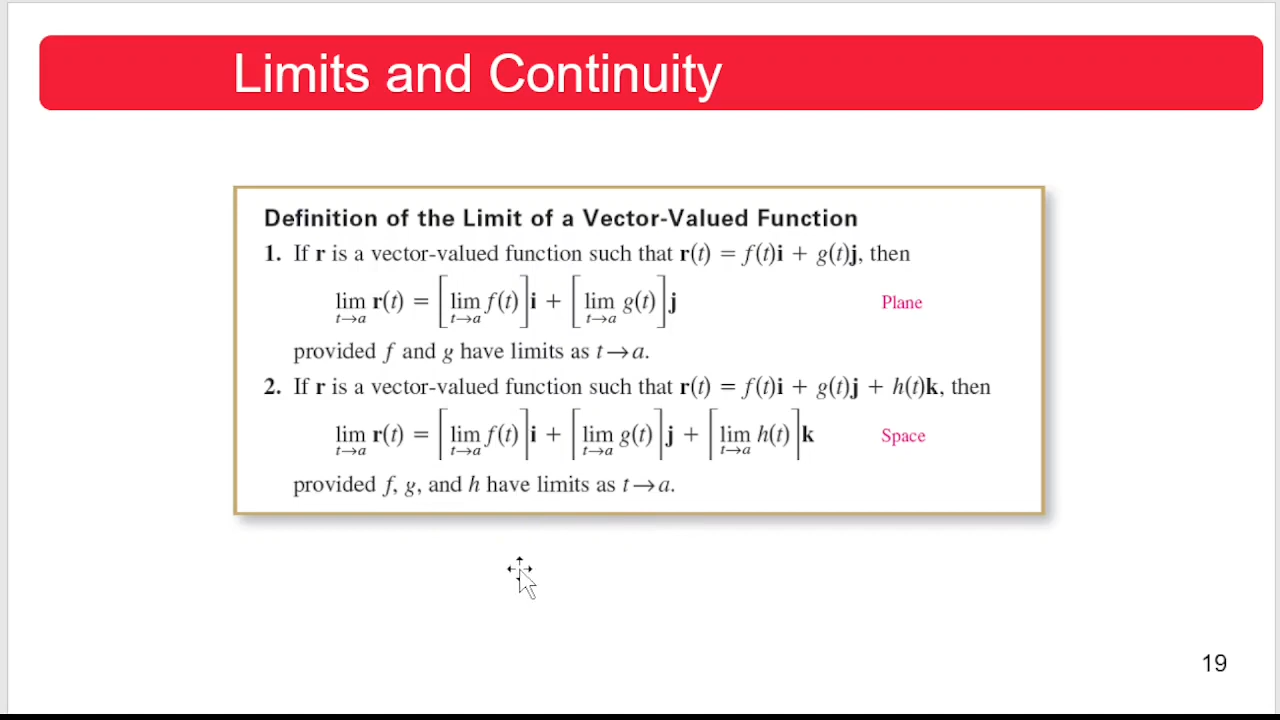 Limits and Continuity
Definition of the Limit of a Vector-Valued Function
1. If r is a vector-valued function such that r(t) = f(t)i + g(t)j, then
lim t→a r(t) = [lim t→a f(t)]i + [lim t→a g(t)]j Plane
provided f and g have limits as t→a.
2. If r is a vector-valued function such that r(t) = f(t)i + g(t)j + h(t)k, then
lim t→a r(t) = [lim t→a f(t)]i + [lim t→a g(t)]j + [lim t→a h(t)]k Space
provided f, g, and h have limits as t→a.
19